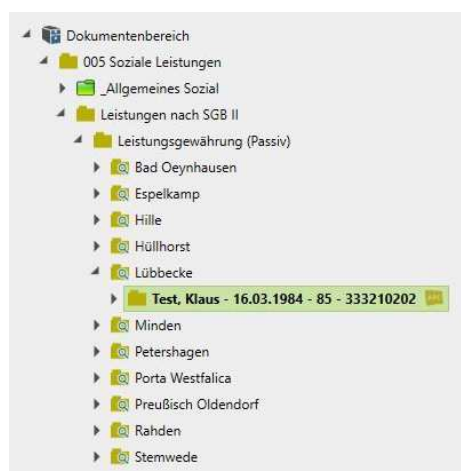 Dokumentenbereich
005 Soziale Leistungen
_Allgemeines Sozial
Leistungen nach SGB II
Leistungsgewährung (Passiv)
Bad Oeynhausen
Espelkamp
Hille
Hüllhorst
Lübbecke
Test, Klaus - 16.03.1984 - 85 - 333210202
Minden
Petershagen
Porta Westfalica
Preußisch Oldendorf
Rahden
Stemwede